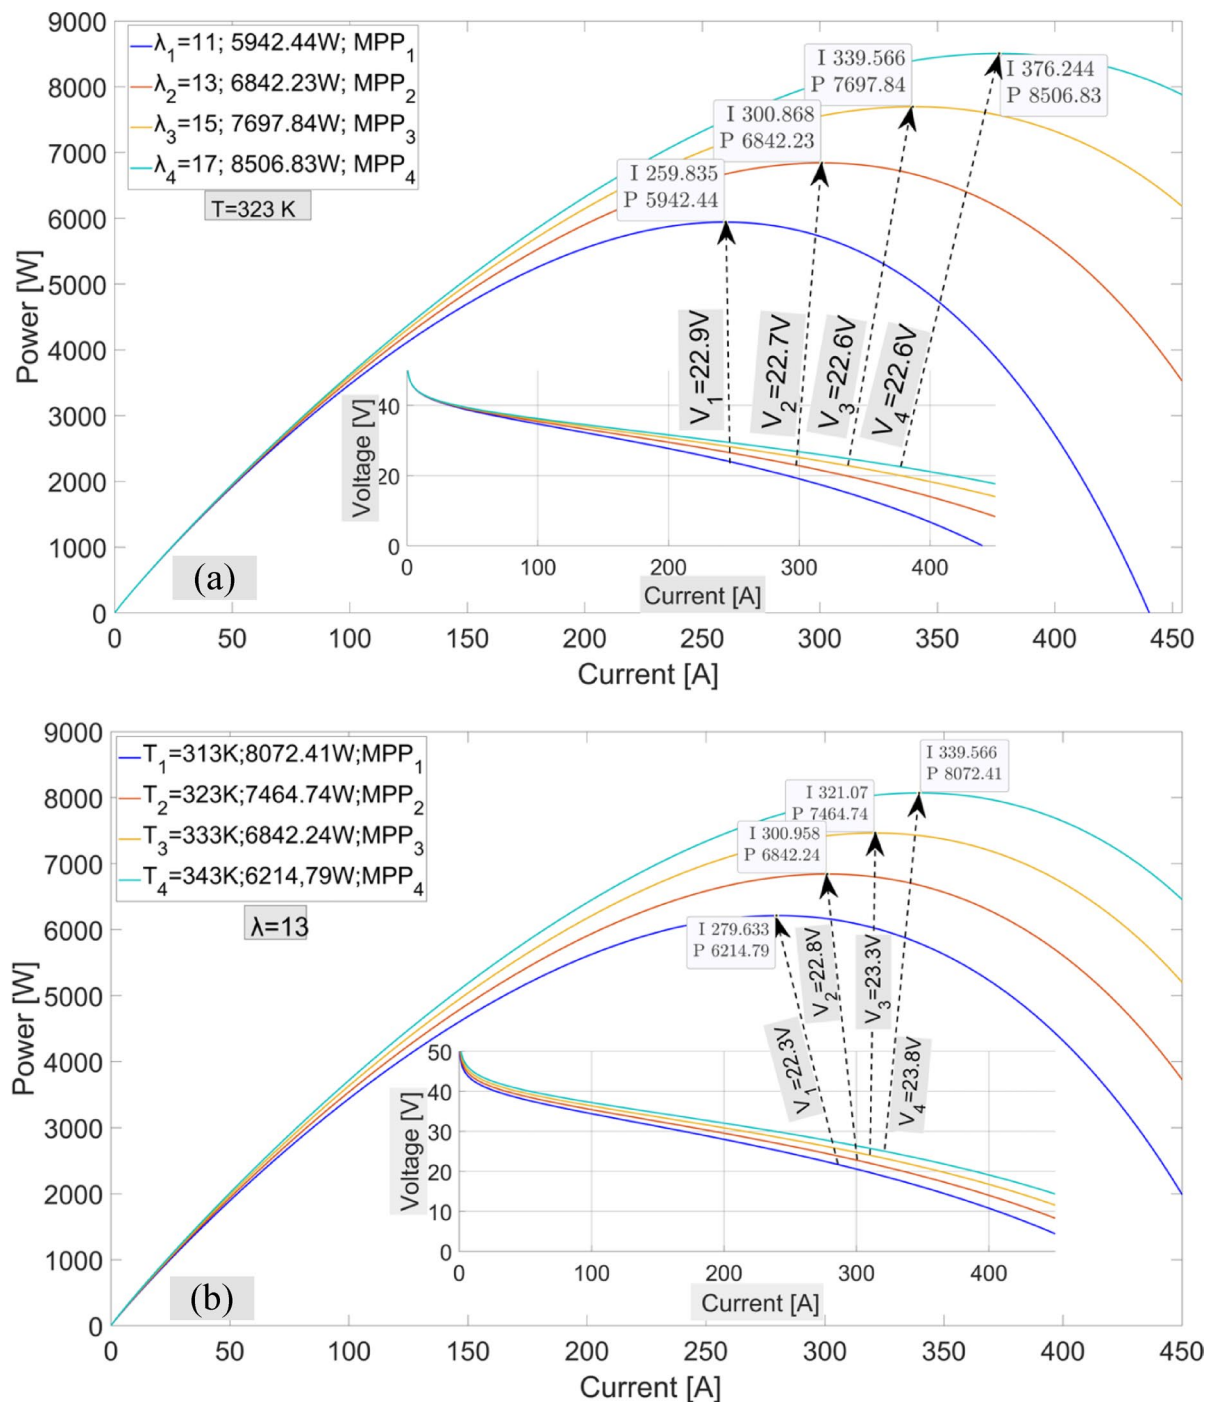 9000
8000
7000
6000
5000
4000
3000
2000
1000
0
Power [W]
λ1=11; 5942.44W; MPP1
λ2=13; 6842.23W; MPP2
λ3=15; 7697.84W; MPP3
λ4=17; 8506.83W; MPP4
T=323 K
I 339.566
P 7697.84
I 376.244
P 8506.83
I 300.868
P 6842.23
I 259.835
P 5942.44
V1=22.9V
V2=22.7V
V3=22.6V
V4=22.6V
Voltage [V]
40
20
0
0 100 200 300 400
Current [A]
(a)
0 50 100 150 200 250 300 350 400 450
Current [A]
9000
8000
7000
6000
5000
4000
3000
2000
1000
0
Power [W]
T1=313K;8072.41W;MPP1
T2=323K;7464.74W;MPP2
T3=333K;6842.24W;MPP3
T4=343K;6214,79W;MPP4
λ=13
I 339.566
P 8072.41
I 321.07
P 7464.74
I 300.958
P 6842.24
I 279.633
P 6214.79
V1=22.3V
V2=22.8V
V3=23.3V
V4=23.8V
Voltage [V]
50
40
30
20
10
0
0 100 200 300 400
Current [A]
(b)
0 50 100 150 200 250 300 350 400 450
Current [A]